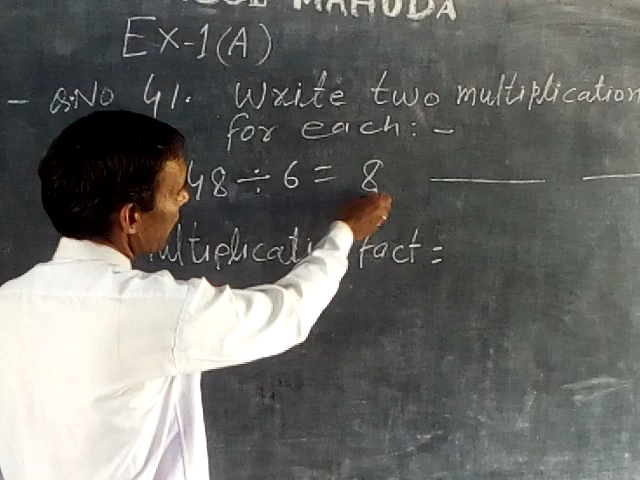 MAHUDA
Ex-1(A)
- Q.No 41. Write two multiplication
for each:-
48 ÷ 6 = 8
fact =